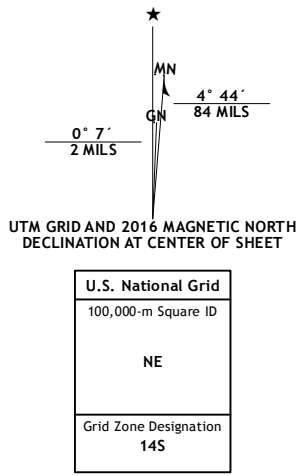 MN
4° 44´
84 MILS
GN
0° 7´
2 MILS
UTM GRID AND 2016 MAGNETIC NORTH
DECLINATION AT CENTER OF SHEET
U.S. National Grid
100,000-m Square ID
NE
Grid Zone Designation
14S